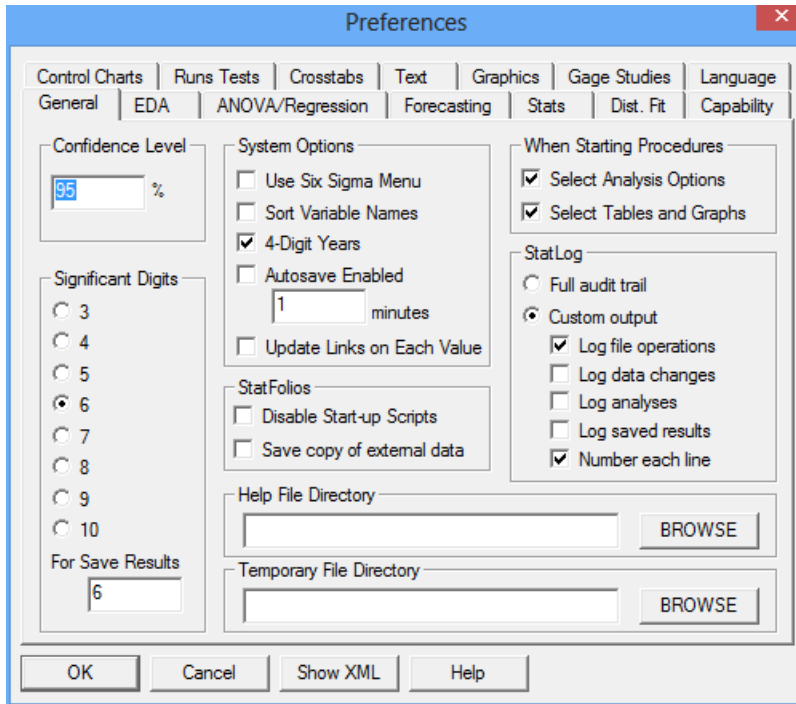 Preferences
Control Charts Runs Tests Crosstabs Text Graphics Gage Studies Language
General EDA ANOVA/Regression Forecasting Stats Dist. Fit Capability
Confidence Level
95 %
Significant Digits
3
4
5
6
7
8
9
10
For Save Results
6
System Options
Use Six Sigma Menu
Sort Variable Names
4-Digit Years
Autosave Enabled
1 minutes
Update Links on Each Value
StatFolios
Disable Start-up Scripts
Save copy of external data
When Starting Procedures
Select Analysis Options
Select Tables and Graphs
StatLog
Full audit trail
Custom output
Log file operations
Log data changes
Log analyses
Log saved results
Number each line
Help File Directory
BROWSE
Temporary File Directory
BROWSE
OK Cancel Show XML Help